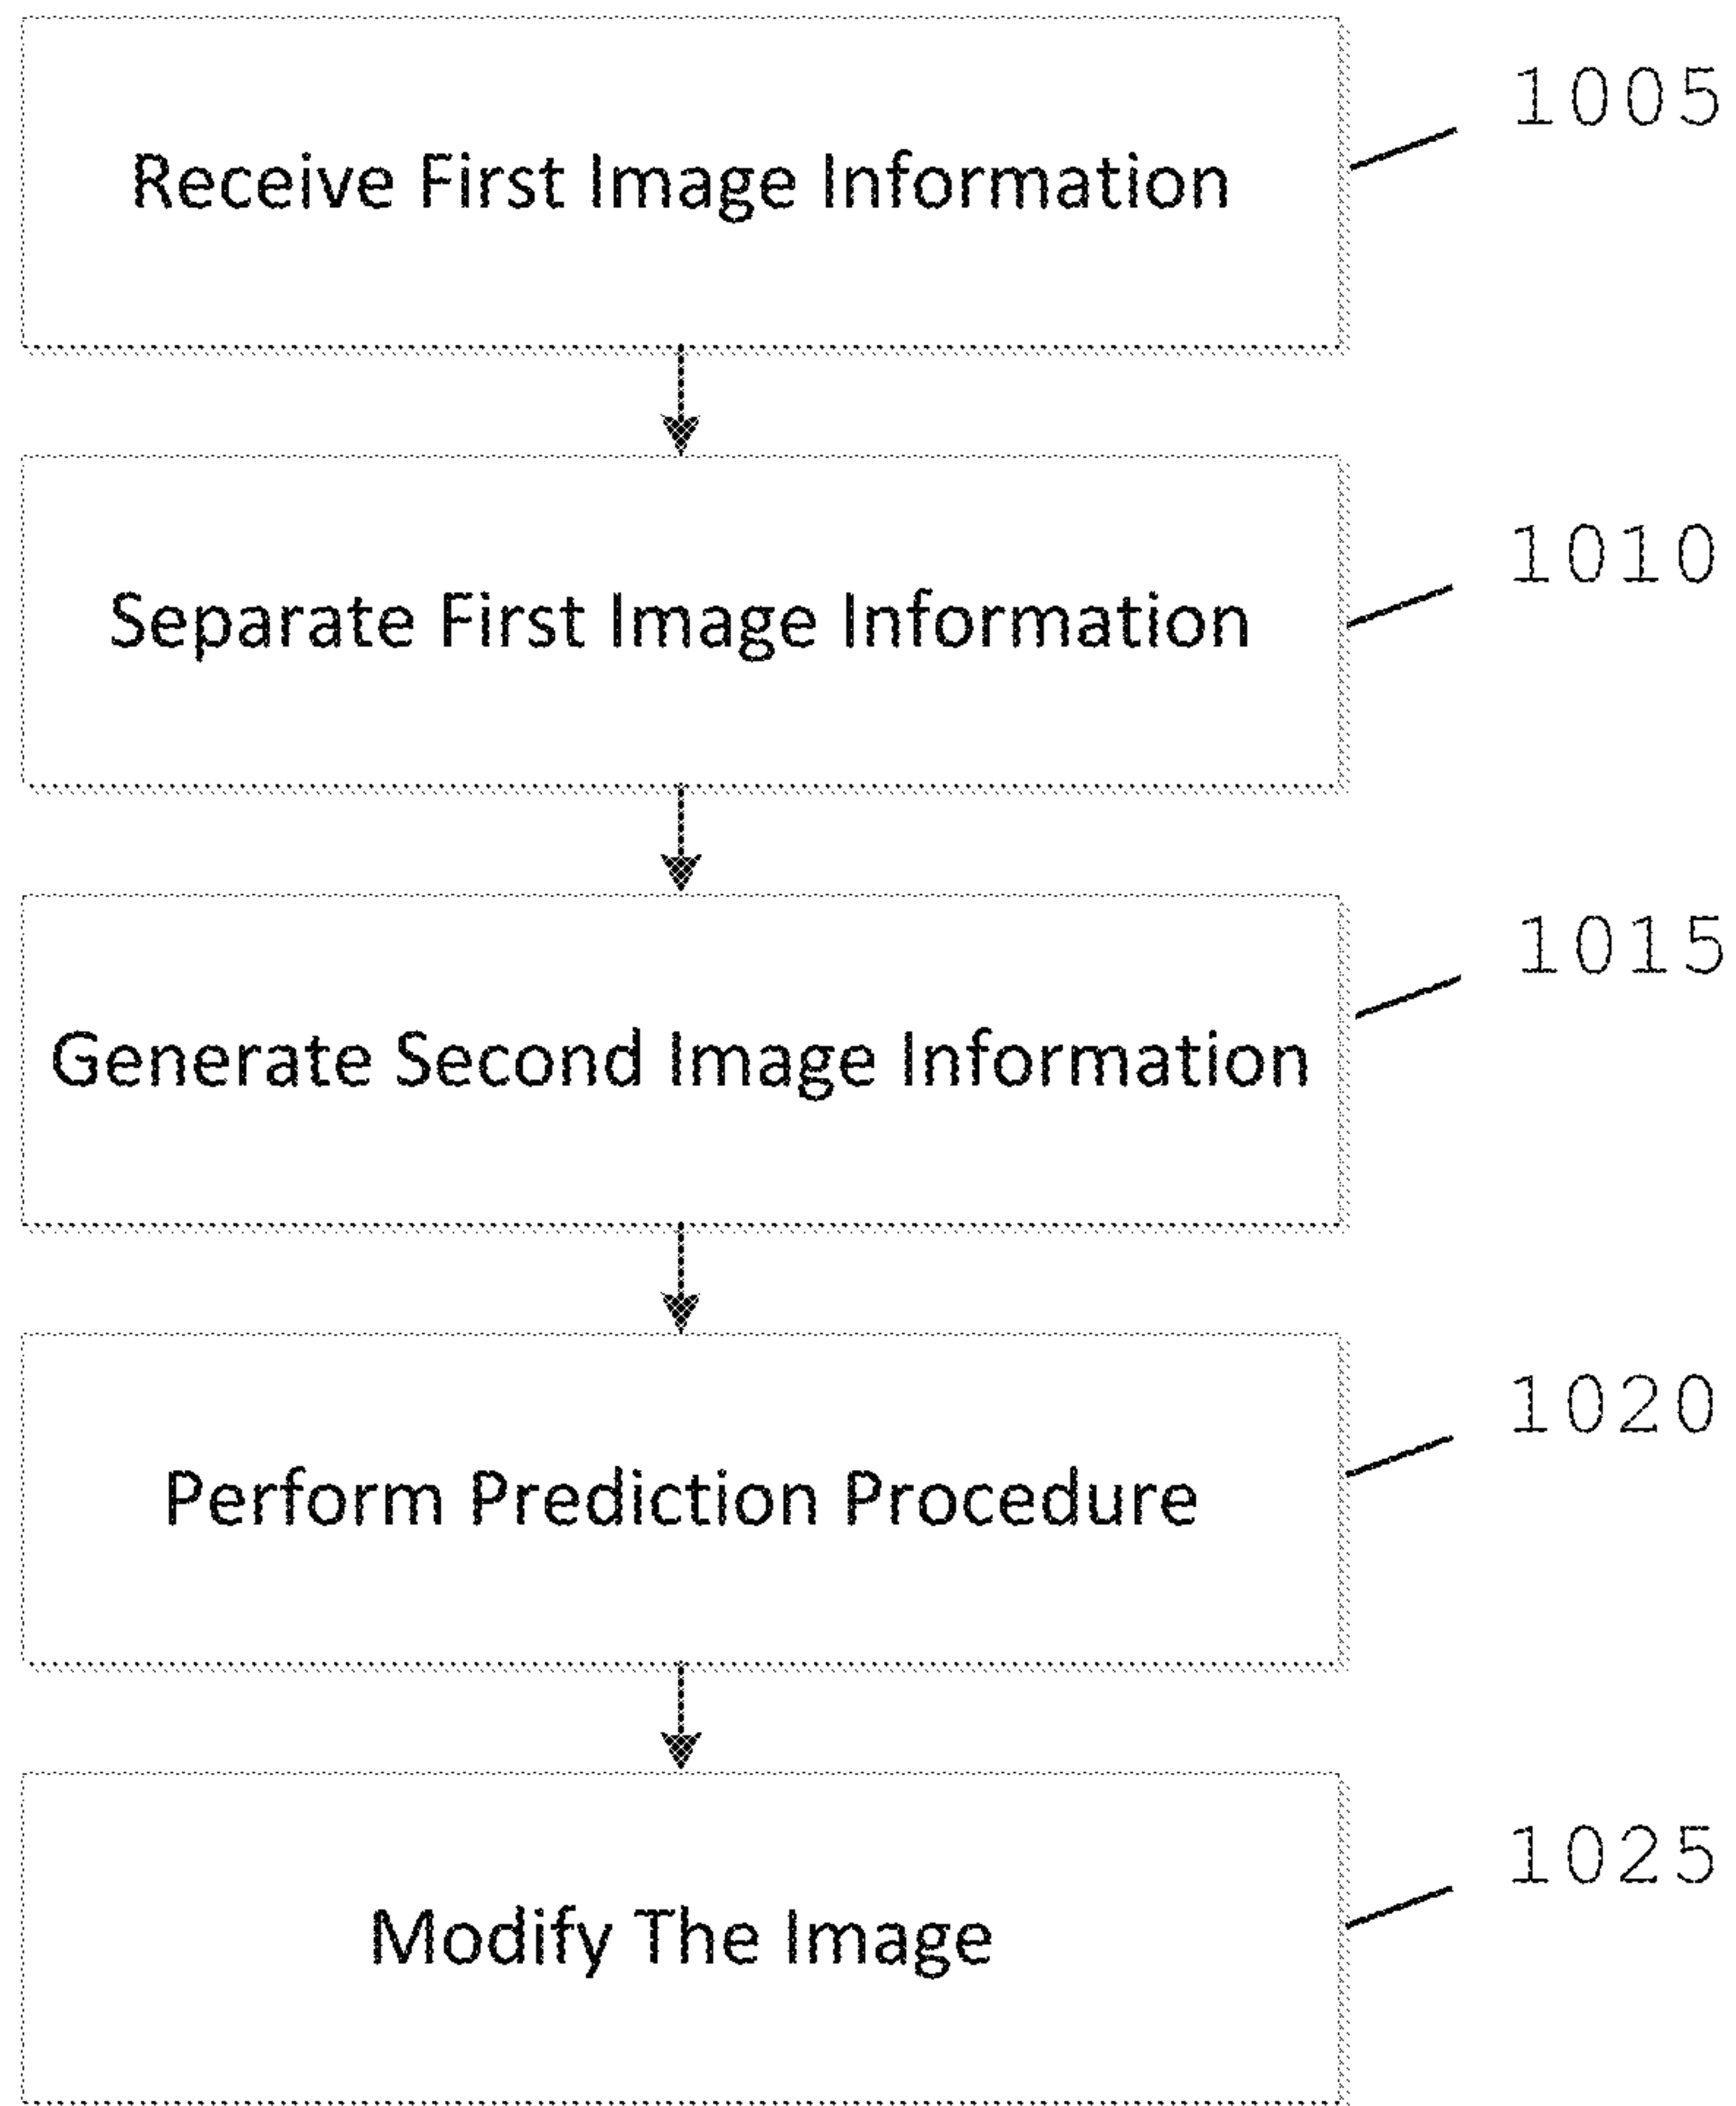 1005
Receive First Image Information
1010
Separate First Image Information
1015
Generate Second Image Information
1020
Perform Prediction Procedure
1025
Modify The Image